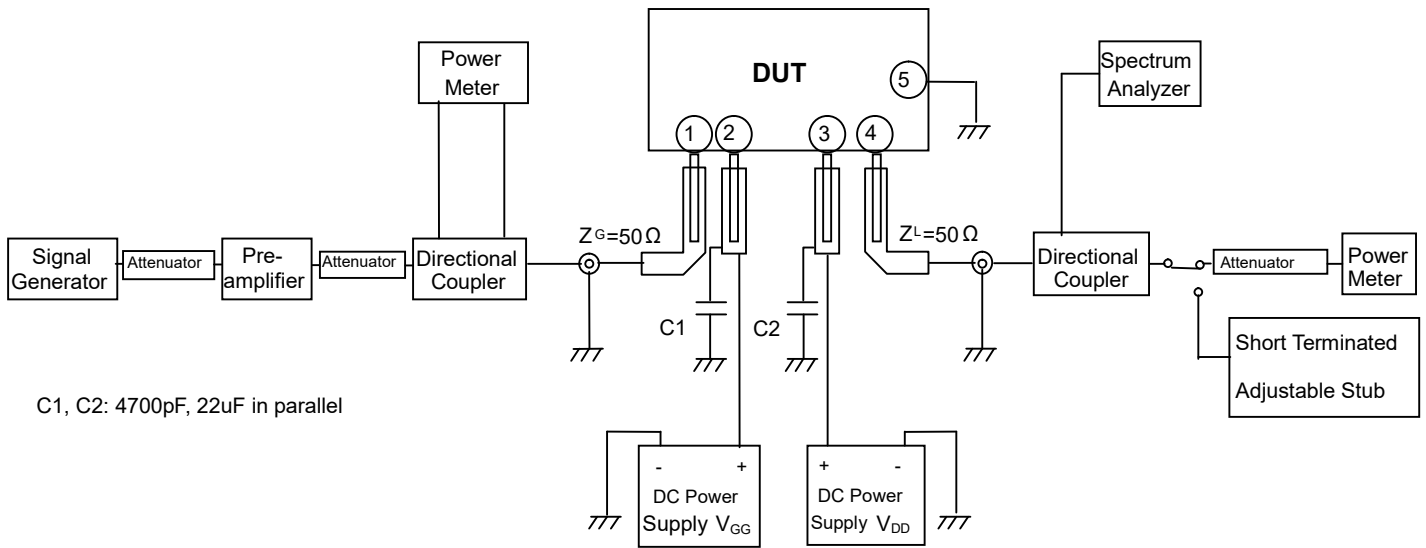 Power
Meter
DUT
5
Spectrum
Analyzer
1
2
3
4
ZG=50Ω
ZL=50Ω
Signal
Generator
Attenuator
Pre-
amplifier
Attenuator
Directional
Coupler
Directional
Coupler
Attenuator
Power
Meter
C1
C2
Short Terminated
Adjustable Stub
C1, C2: 4700pF, 22uF in parallel
- +
DC Power
Supply VGG
+ -
DC Power
Supply VDD